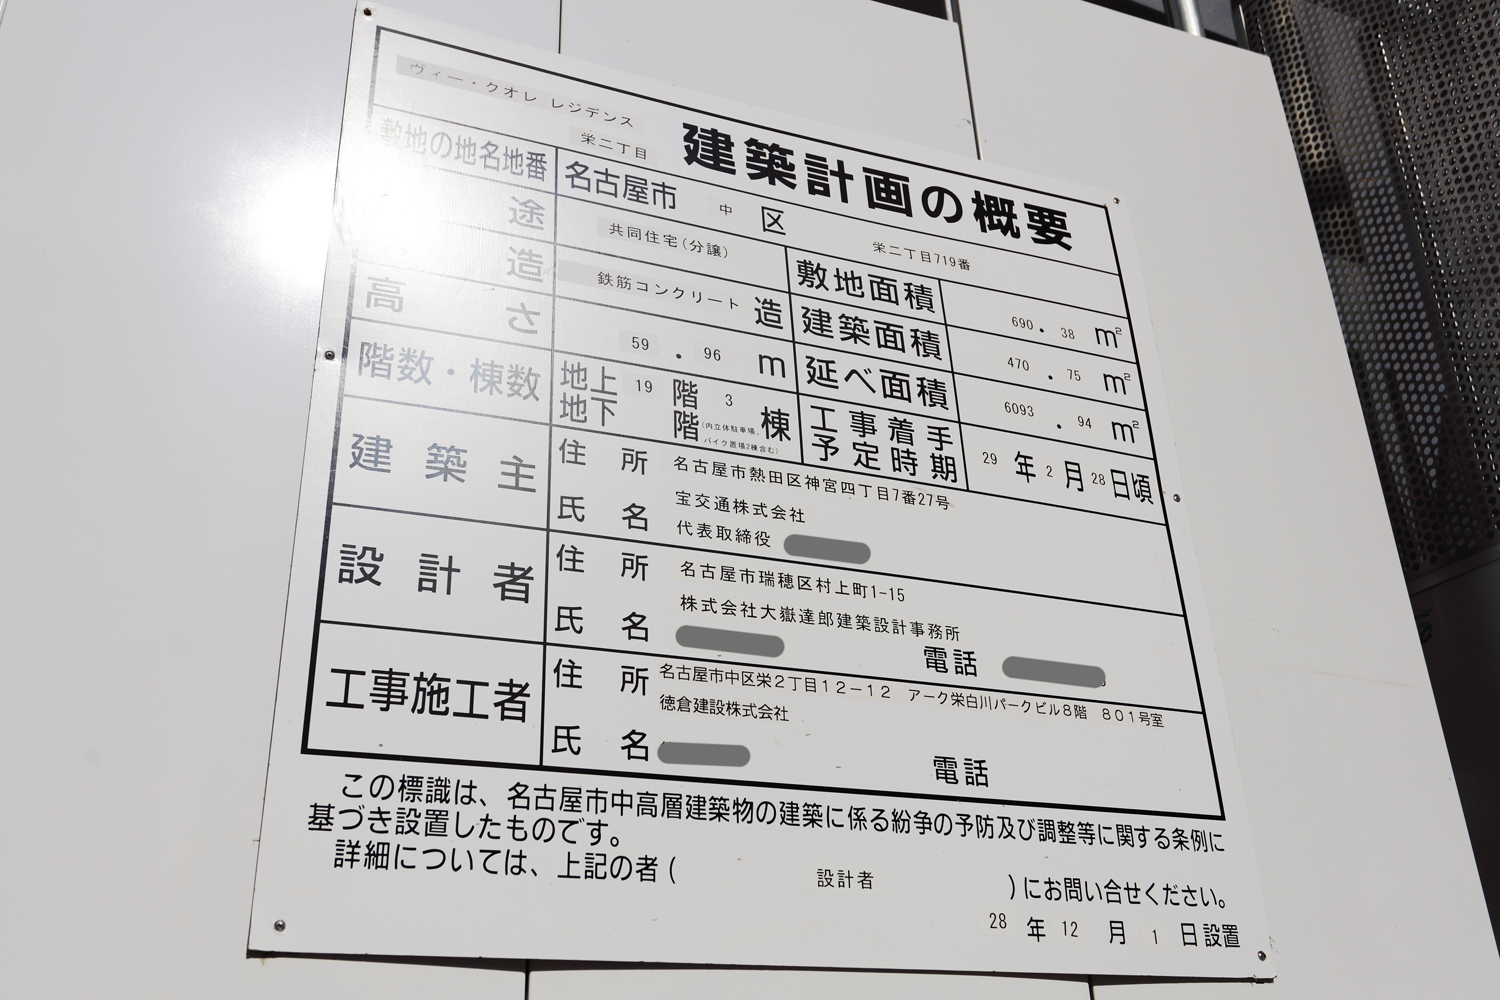 ヴィー・クオレ レジデンス
栄二丁目
建築計画の概要
敷地の地名地番 名古屋市 中 区 栄二丁目719番
途 共同住宅(分譲) 敷地面積 690.38 m²
造 鉄筋コンクリート 造 建築面積 470.75 m²
高さ 59.96 m 延べ面積 6093.94 m²
階数・棟数 地上 19 階 3 棟
地下 階 (内立体駐車場、バイク置場2棟含む)
工事着手予定時期 29 年 2 月 28 日頃
建築主 住所 名古屋市熱田区神宮四丁目7番27号
氏名 宝交通株式会社
代表取締役
設計者 住所 名古屋市瑞穂区村上町1-15
氏名 株式会社大嶽達郎建築設計事務所
電話
工事施工者 住所 名古屋市中区栄2丁目12-12 アーク栄白川パークビル8階 801号室
徳倉建設株式会社
氏名 電話
この標識は、名古屋市中高層建築物の建築に係る紛争の予防及び調整等に関する条例に
基づき設置したものです。
詳細については、上記の者( 設計者 )にお問い合せください。
28 年 12 月 1 日設置